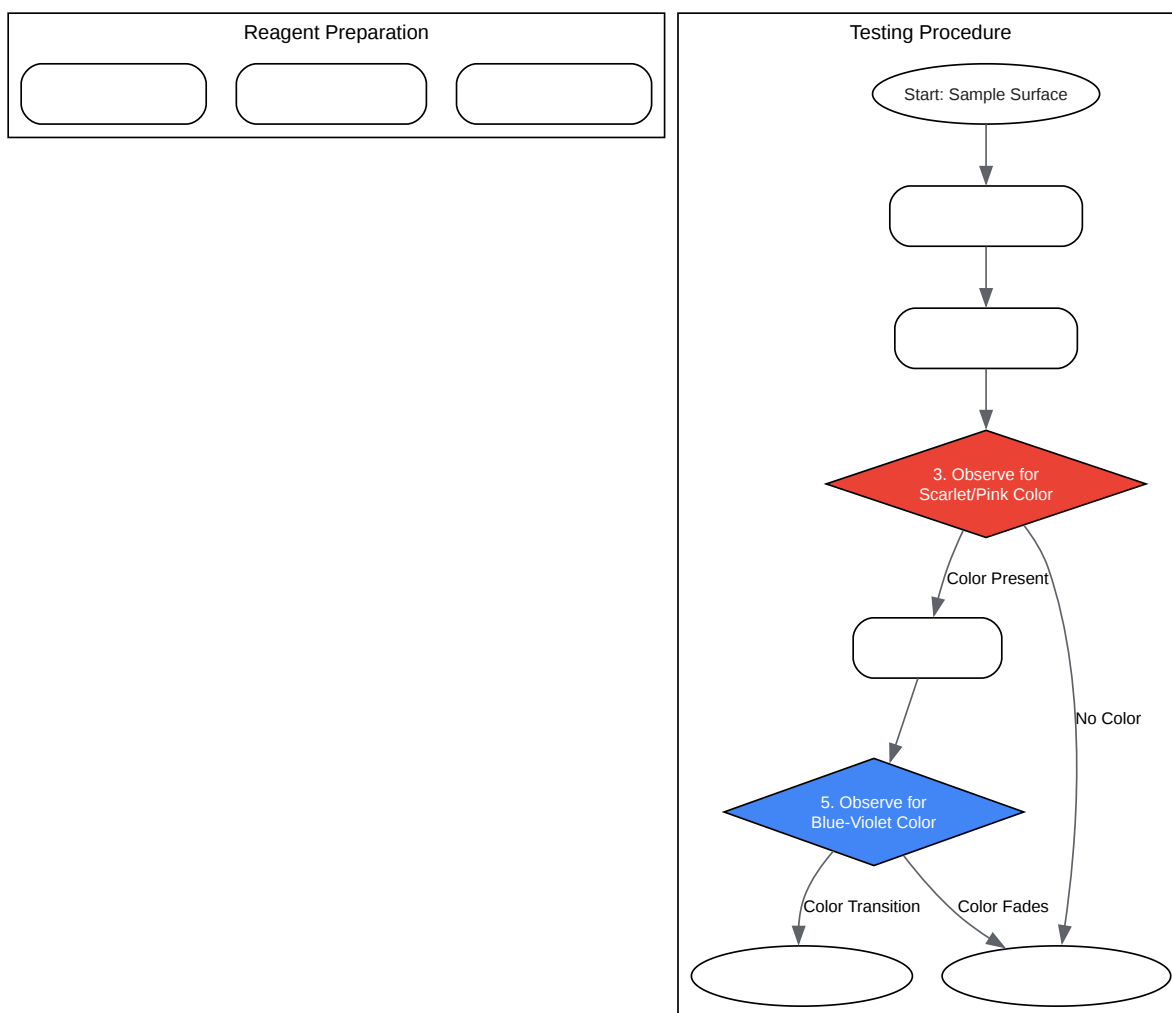 Reagent Preparation
Testing Procedure
Start: Sample Surface
3. Observe for
Scarlet/Pink Color
Color Present
No Color
5. Observe for
Blue-Violet Color
Color Transition
Color Fades